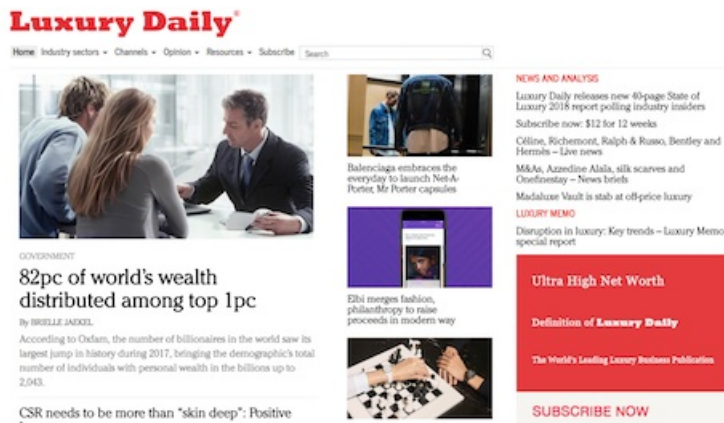 Luxury Daily®
Home Industry sectors Channels Opinion Resources Subscribe Search
GOVERNMENT
82pc of world's wealth
distributed among top 1pc
By BRIELLE JAEKEL
According to Oxfam, the number of billionaires in the world saw its
largest jump in history during 2017, bringing the demographic's total
number of individuals with personal wealth in the billions up to
2,043.
CSR needs to be more than "skin deep": Positive
Balenciaga embraces the
everyday to launch Net-A-
Porter, Mr Porter capsules
Elbi merges fashion,
philanthropy to raise
proceeds in modern way
NEWS AND ANALYSIS
Luxury Daily releases new 40-page State of
Luxury 2018 report polling industry insiders
Subscribe now: $12 for 12 weeks
Céline, Richemont, Ralph & Russo, Bentley and
Hermès – Live news
M&As, Azzedine Alaïa, silk scarves and
Onefinestay – News briefs
Madaluxe Vault is stab at off-price luxury
LUXURY MEMO
Disruption in luxury: Key trends – Luxury Memo
special report
Ultra High Net Worth
Definition of Luxury Daily
The World's Leading Luxury Business Publication
SUBSCRIBE NOW